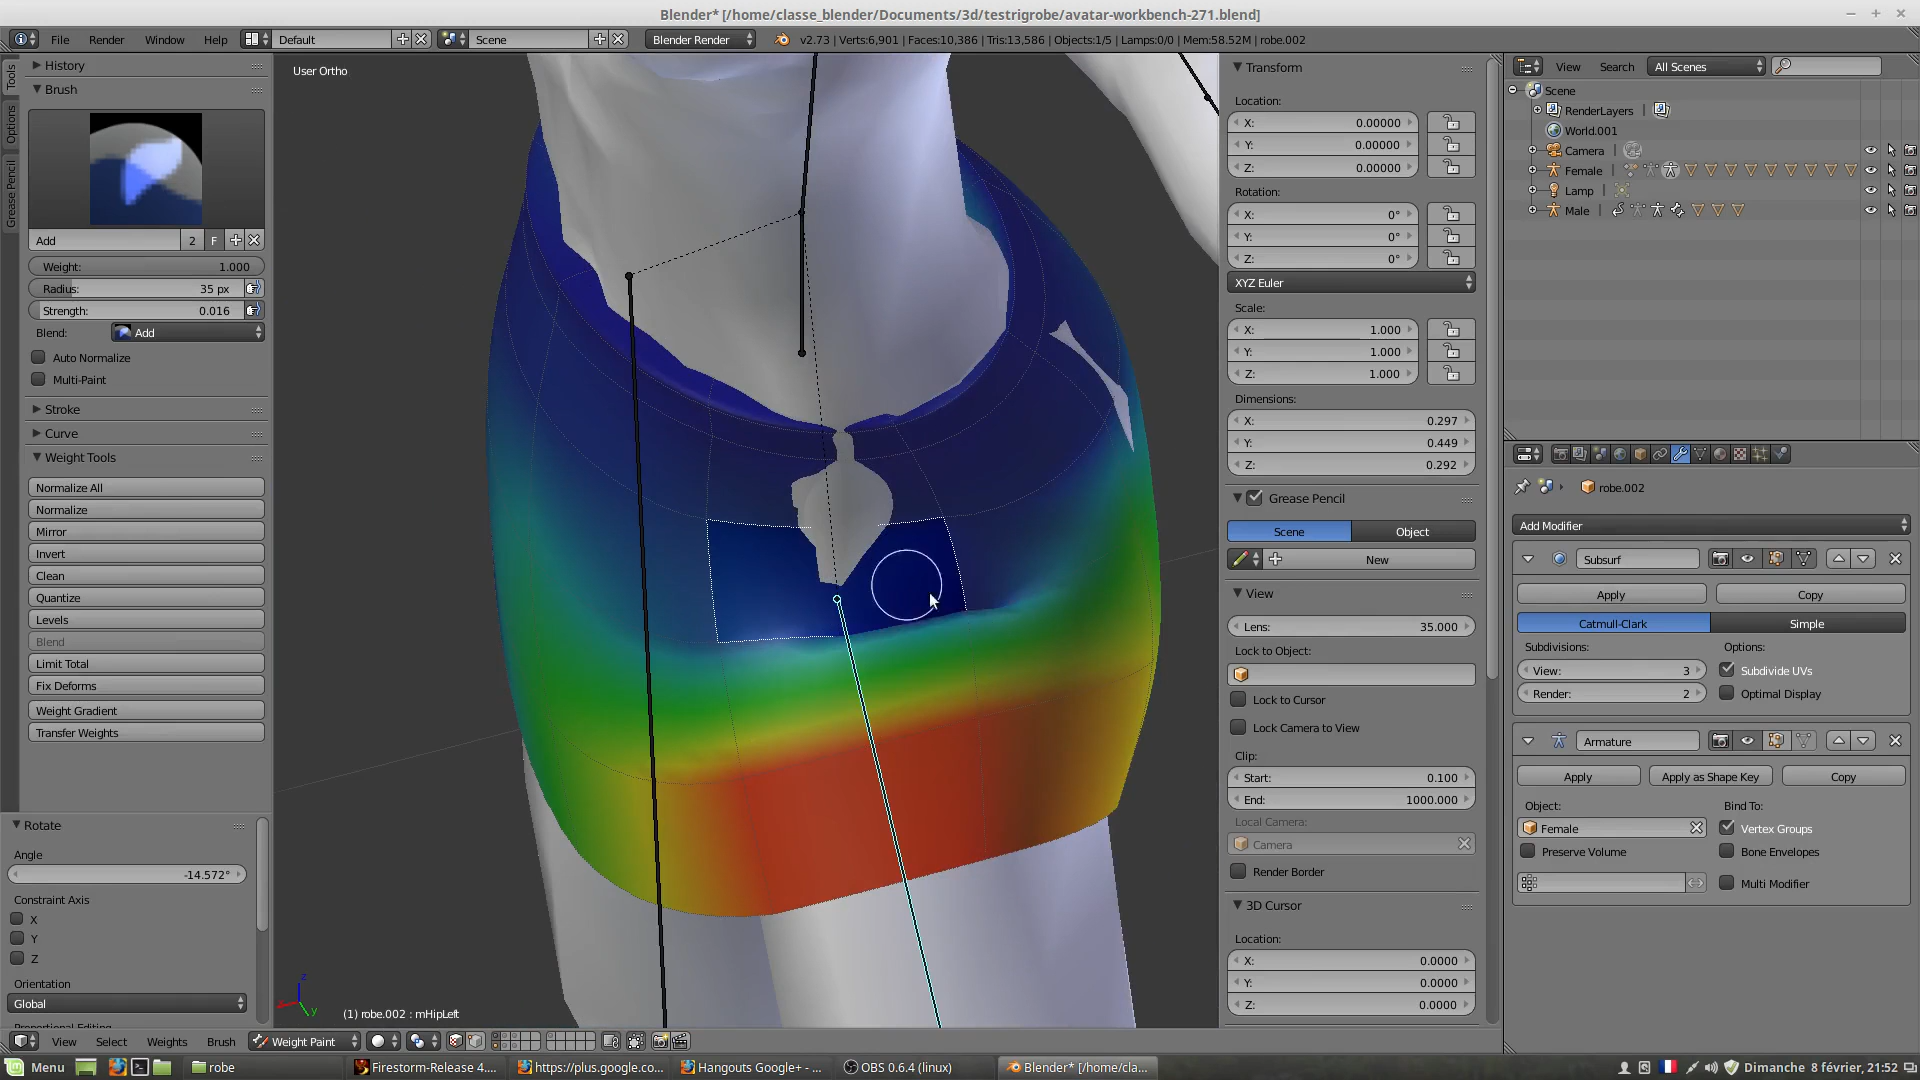 Blender* [/home/classe_blender/Documents/3d/testrigrobe/avatar-workbench-271.blend]
File Render Window Help Default Scene Blender Render v2.73 | Verts:6,901 | Faces:10,386 | Tris:13,586 | Objects:1/5 | Lamps:0/0 | Mem:58.52M | robe.002
Tools
Options
Grease Pencil
History
Brush
Add 2 F
Weight: 1.000
Radius: 35 px
Strength: 0.016
Blend: Add
Auto Normalize
Multi-Paint
Stroke
Curve
Weight Tools
Normalize All
Normalize
Mirror
Invert
Clean
Quantize
Levels
Blend
Limit Total
Fix Deforms
Weight Gradient
Transfer Weights
Rotate
Angle
-14.572°
Constraint Axis
X
Y
Z
Orientation
Global
Proportional Editing
User Ortho
z
x
y
(1) robe.002 : mHipLeft
View Select Weights Brush Weight Paint
Transform
Location:
X: 0.00000
Y: 0.00000
Z: 0.00000
Rotation:
X: 0°
Y: 0°
Z: 0°
XYZ Euler
Scale:
X: 1.000
Y: 1.000
Z: 1.000
Dimensions:
X: 0.297
Y: 0.449
Z: 0.292
Grease Pencil
Scene Object
New
View
Lens: 35.000
Lock to Object:
Lock to Cursor
Lock Camera to View
Clip:
Start: 0.100
End: 1000.000
Local Camera:
Camera
Render Border
3D Cursor
Location:
X: 0.0000
Y: 0.0000
Z: 0.0000
View Search All Scenes
Scene
RenderLayers |
World.001
Camera |
Female |
Lamp |
Male |
robe.002
Add Modifier
Subsurf
Apply Copy
Catmull-Clark Simple
Subdivisions: Options:
View: 3 Subdivide UVs
Render: 2 Optimal Display
Armature
Apply Apply as Shape Key Copy
Object: Bind To:
Female Vertex Groups
Preserve Volume Bone Envelopes
Multi Modifier
Menu robe Firestorm-Release 4.... https://plus.google.co... Hangouts Google+ - ... OBS 0.6.4 (linux) Blender* [/home/cla... Dimanche 8 février, 21:52